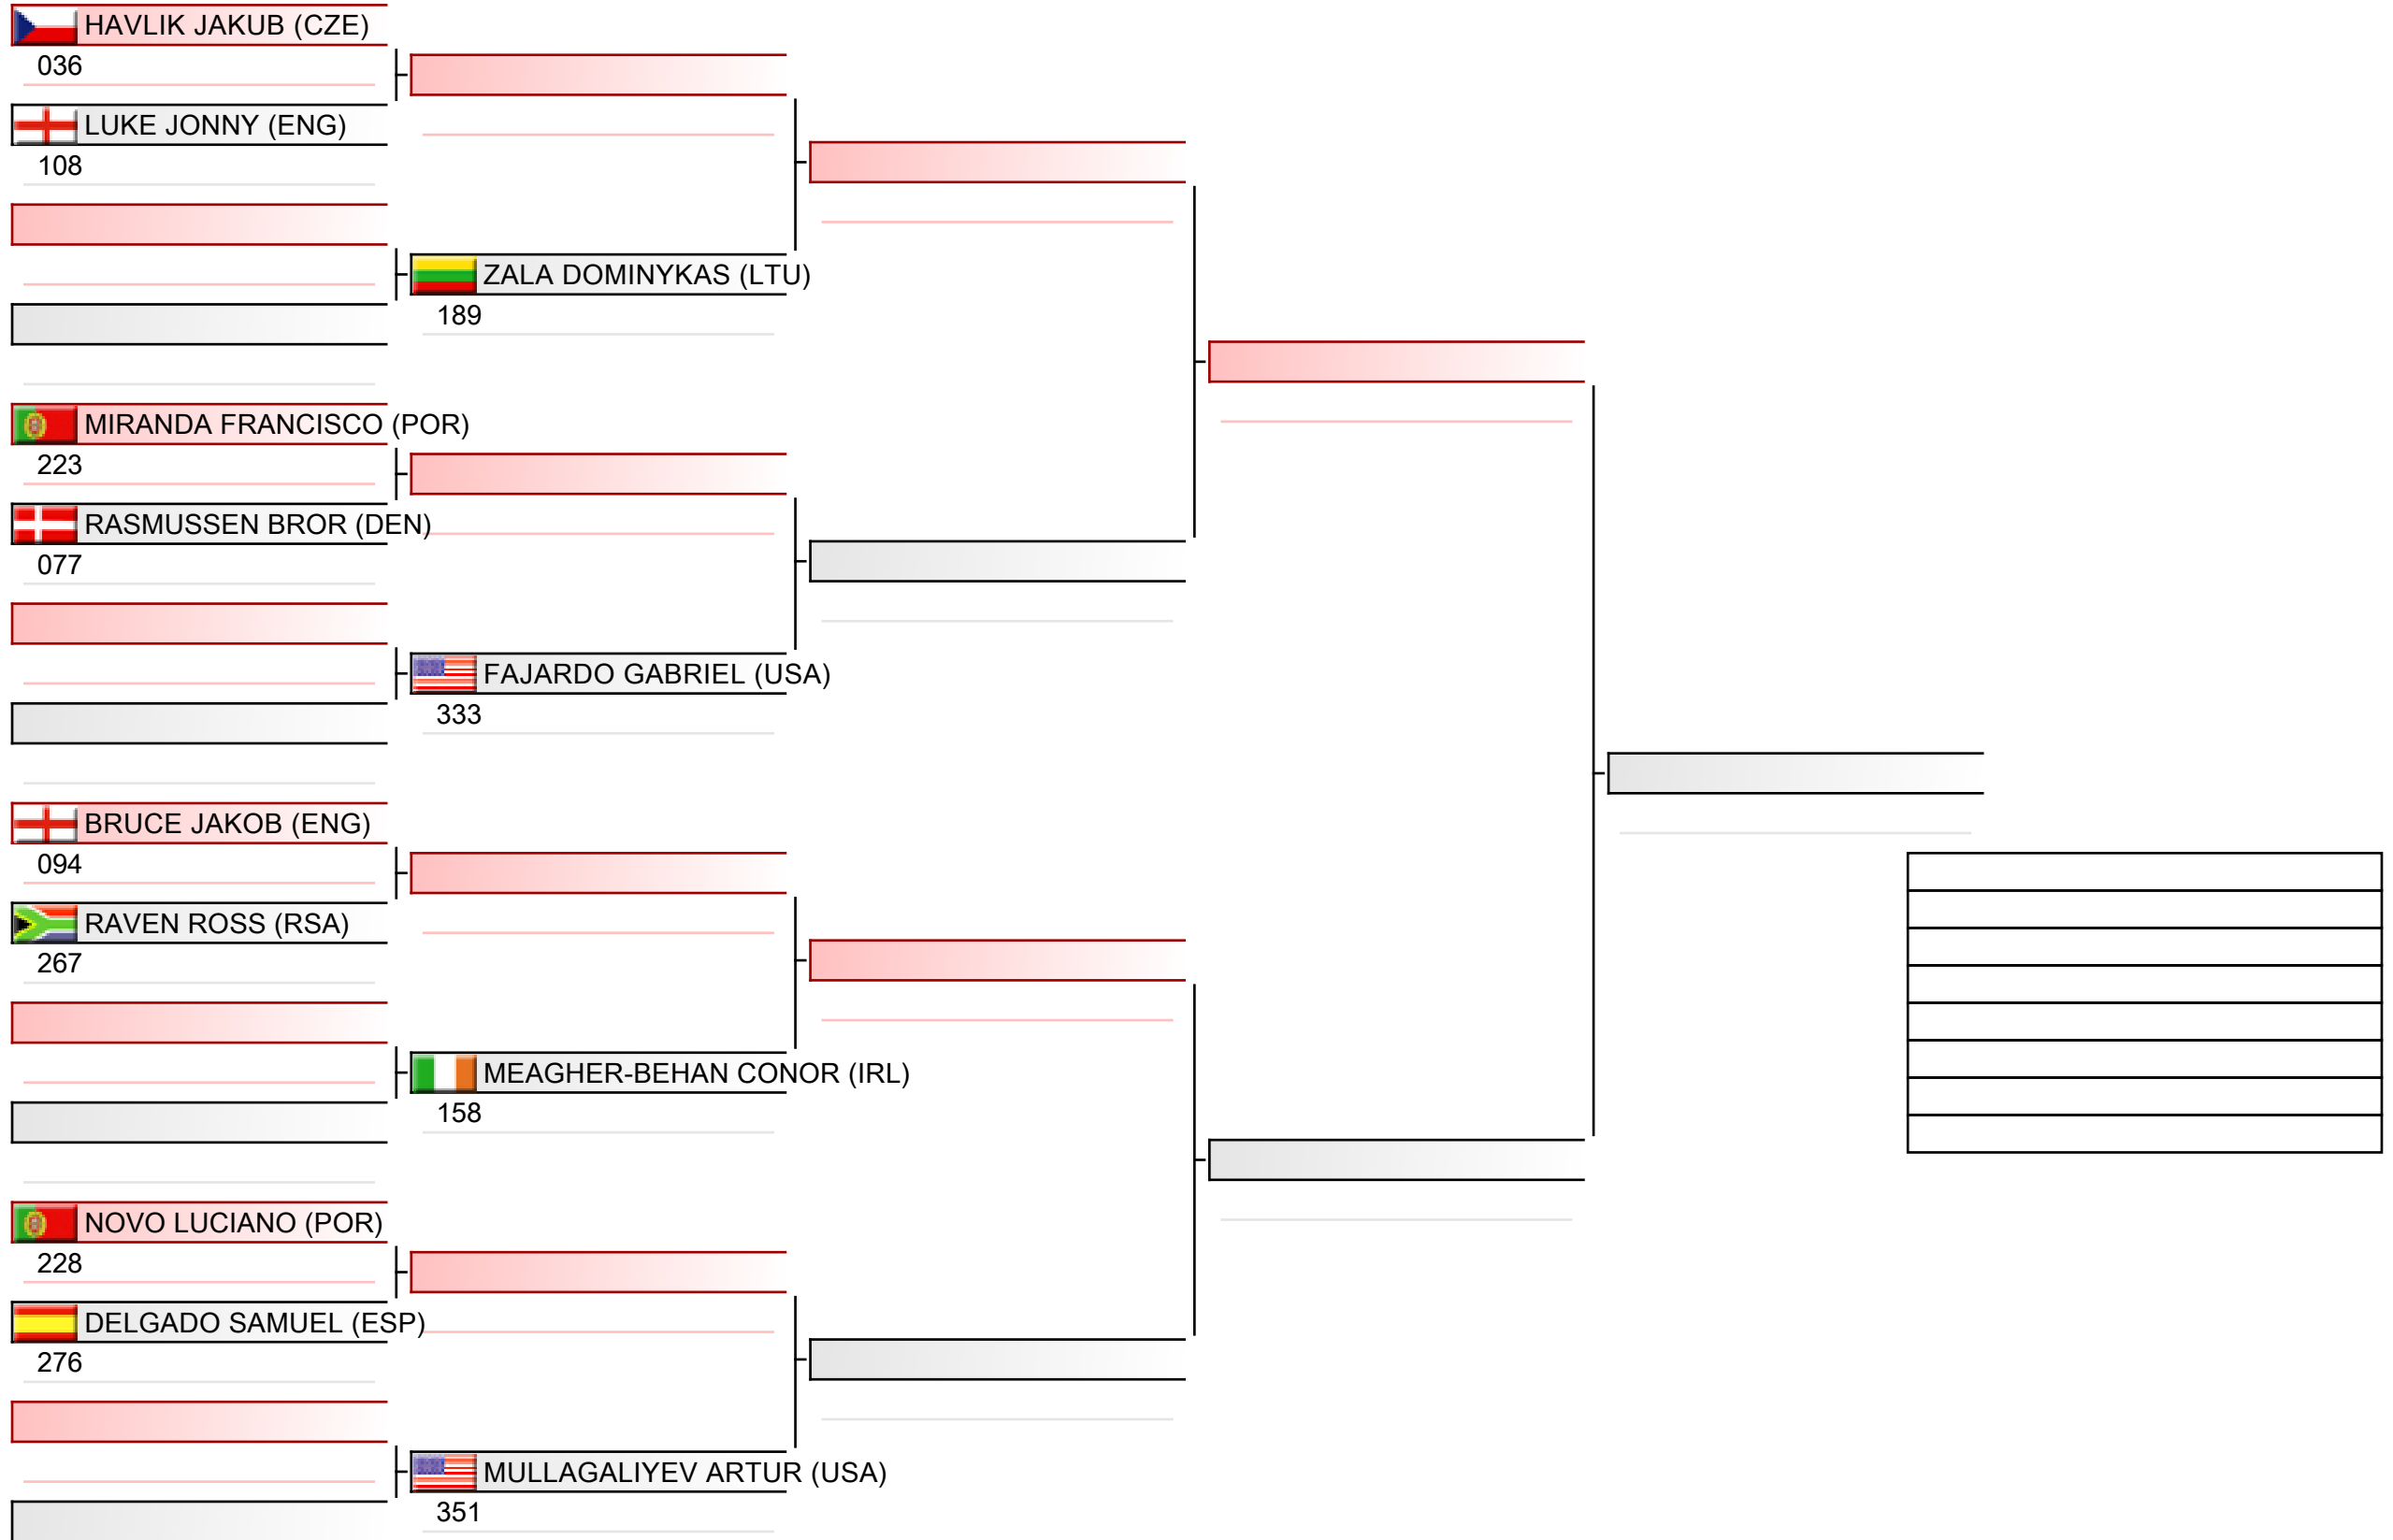 HAVLIK JAKUB (CZE)
036
LUKE JONNY (ENG)
108
ZALA DOMINYKAS (LTU)
189
MIRANDA FRANCISCO (POR)
223
RASMUSSEN BROR (DEN)
077
FAJARDO GABRIEL (USA)
333
BRUCE JAKOB (ENG)
094
RAVEN ROSS (RSA)
267
MEAGHER-BEHAN CONOR (IRL)
158
NOVO LUCIANO (POR)
228
DELGADO SAMUEL (ESP)
276
MULLAGALIYEV ARTUR (USA)
351